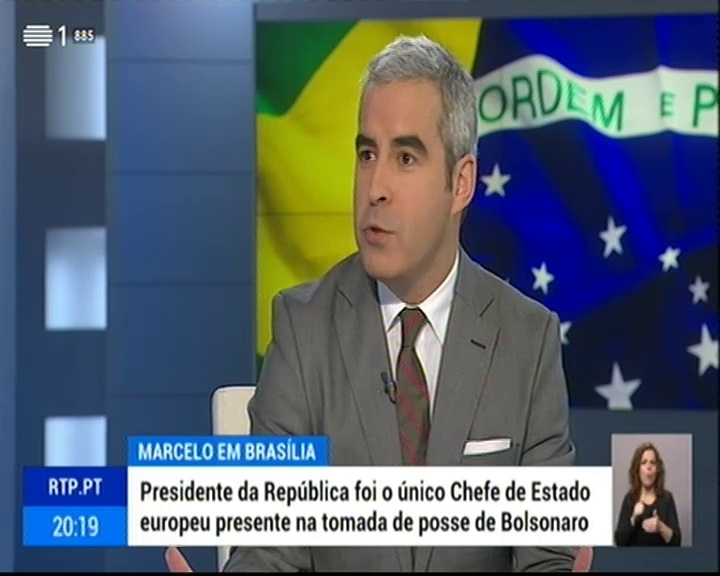 1 885
ORDEM E P
MARCELO EM BRASÍLIA
RTP.PT
Presidente da República foi o único Chefe de Estado
20:19
europeu presente na tomada de posse de Bolsonaro